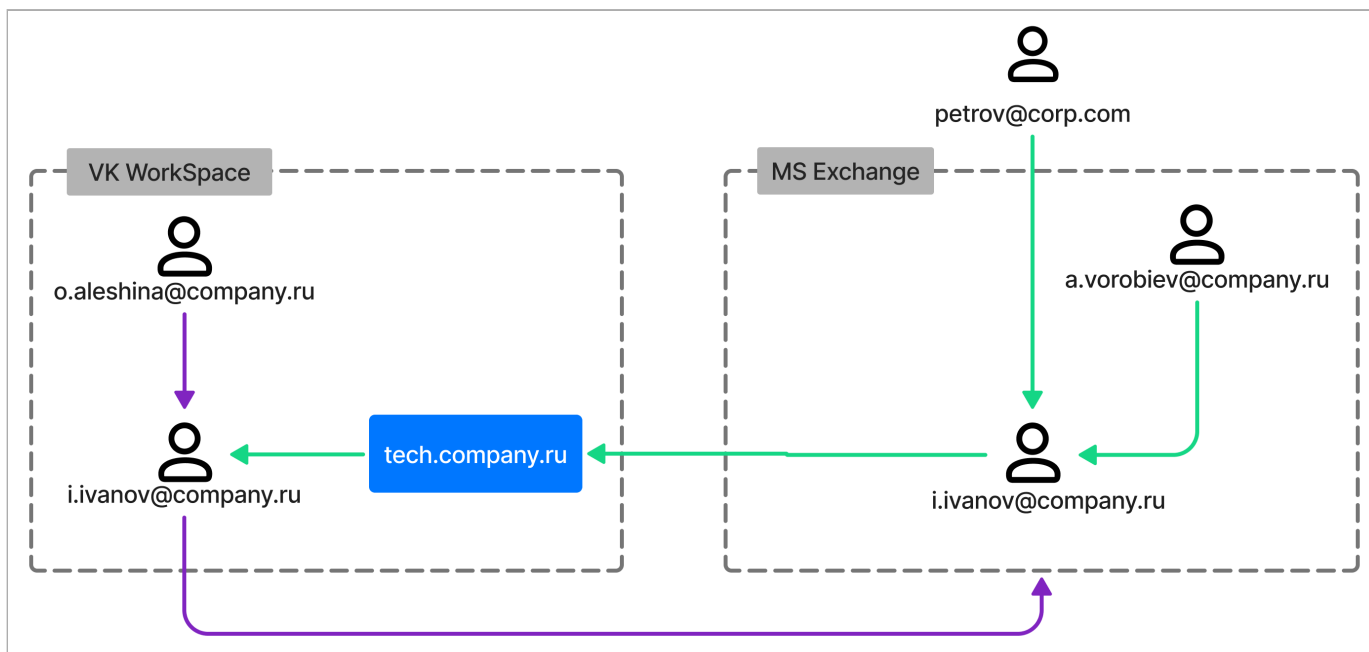 petrov@corp.com
VK WorkSpace
MS Exchange
o.aleshina@company.ru
a.vorobiev@company.ru
tech.company.ru
i.ivanov@company.ru
i.ivanov@company.ru